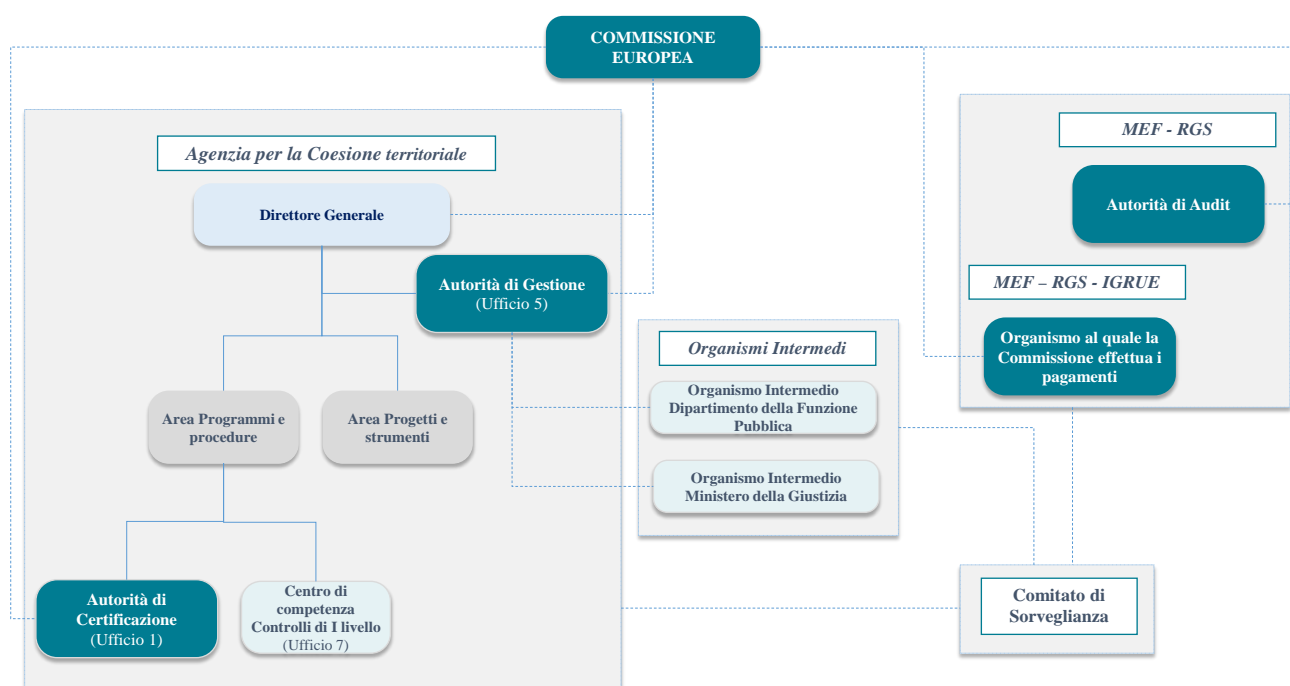 COMMISSIONE
EUROPEA
Agenzia per la Coesione territoriale
Direttore Generale
Autorità di Gestione
(Ufficio 5)
Area Programmi e
procedure
Area Progetti e
strumenti
Autorità di
Certificazione
(Ufficio 1)
Centro di
competenza
Controlli di I livello
(Ufficio 7)
Organismi Intermedi
Organismo Intermedio
Dipartimento della Funzione
Pubblica
Organismo Intermedio
Ministero della Giustizia
MEF - RGS
Autorità di Audit
MEF – RGS - IGRUE
Organismo al quale la
Commissione effettua i
pagamenti
Comitato di
Sorveglianza